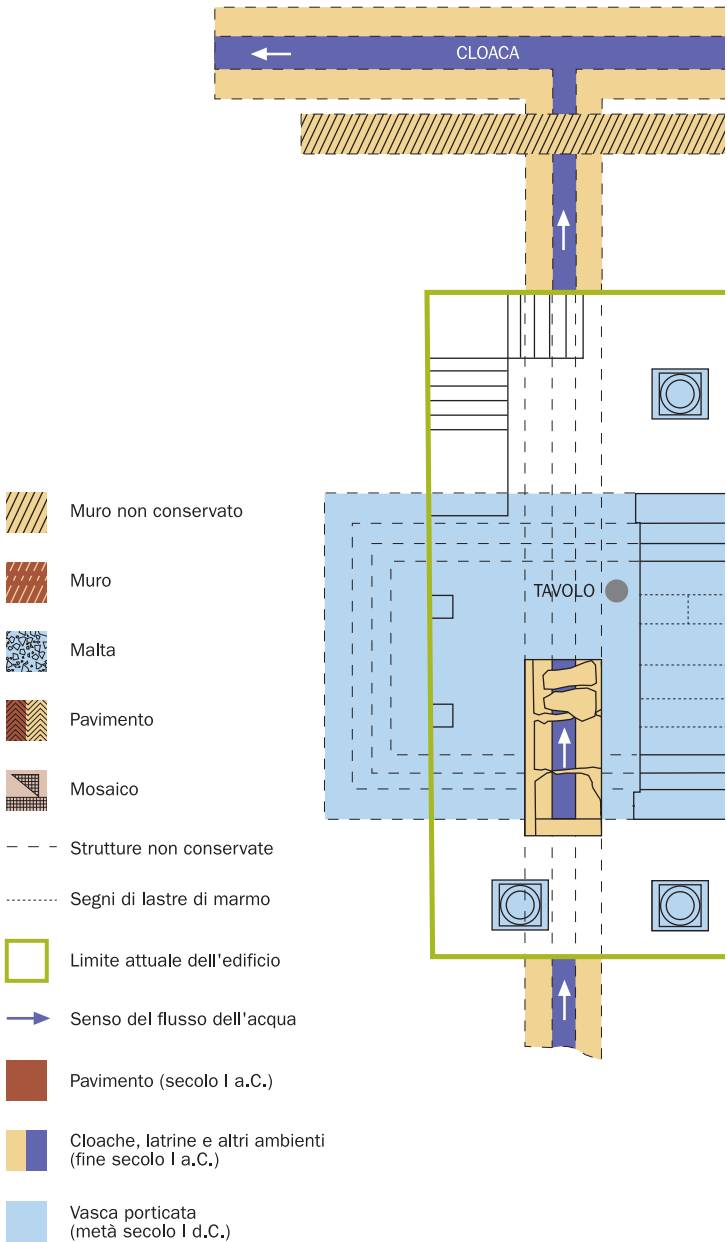 CLOACA
TAVOLO
Muro non conservato
Muro
Malta
Pavimento
Mosaico
Strutture non conservate
Segni di lastre di marmo
Limite attuale dell'edificio
Senso del flusso dell'acqua
Pavimento (secolo I a.C.)
Cloache, latrine e altri ambienti
(fine secolo I a.C.)
Vasca porticata
(metà secolo I d.C.)